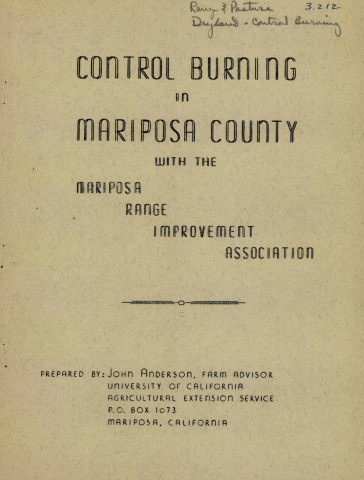 Range & Pasture 3.212
Dryland - Control Burning
CONTROL BURNING
IN
MARIPOSA COUNTY
WITH THE
MARIPOSA
RANGE
IMPROVEMENT
ASSOCIATION
PREPARED BY: JOHN ANDERSON, FARM ADVISOR
UNIVERSITY OF CALIFORNIA
AGRICULTURAL EXTENSION SERVICE
P.O. BOX 1073
MARIPOSA, CALIFORNIA